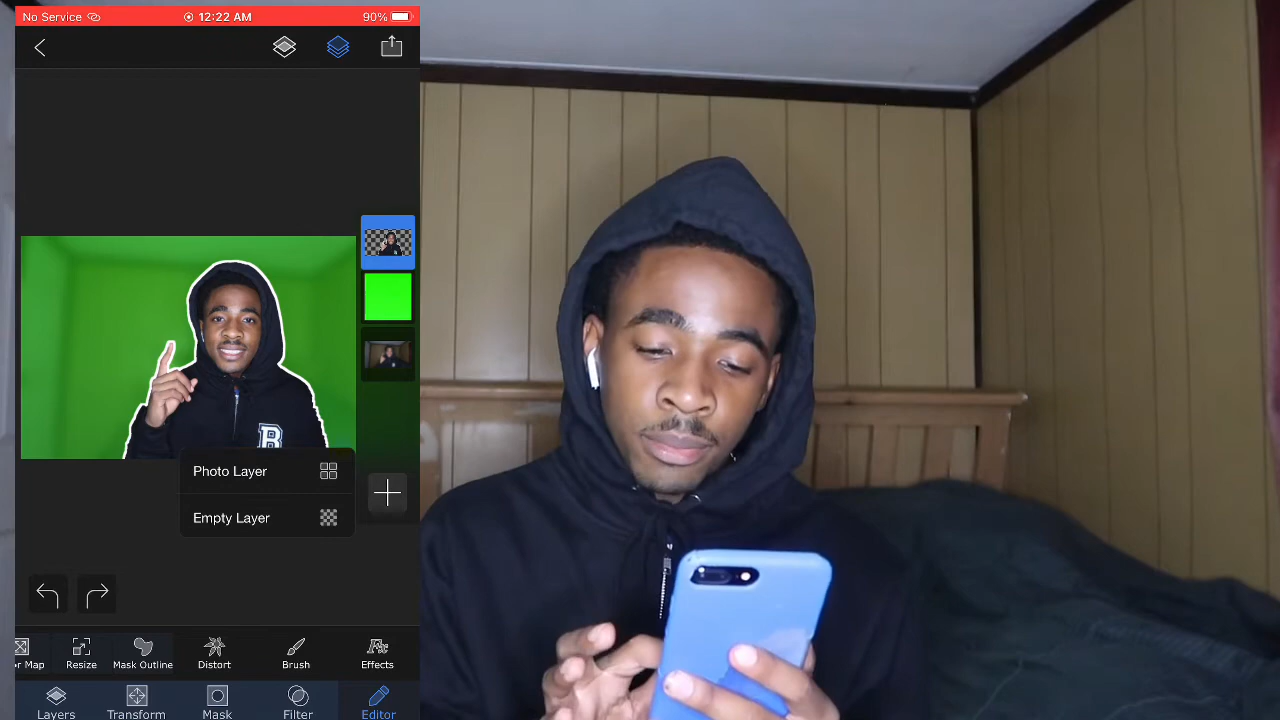 No Service 12:22 AM 90%
B
Photo Layer
Empty Layer
or Map Resize Mask Outline Distort Brush Effects
Layers Transform Mask Filter Editor